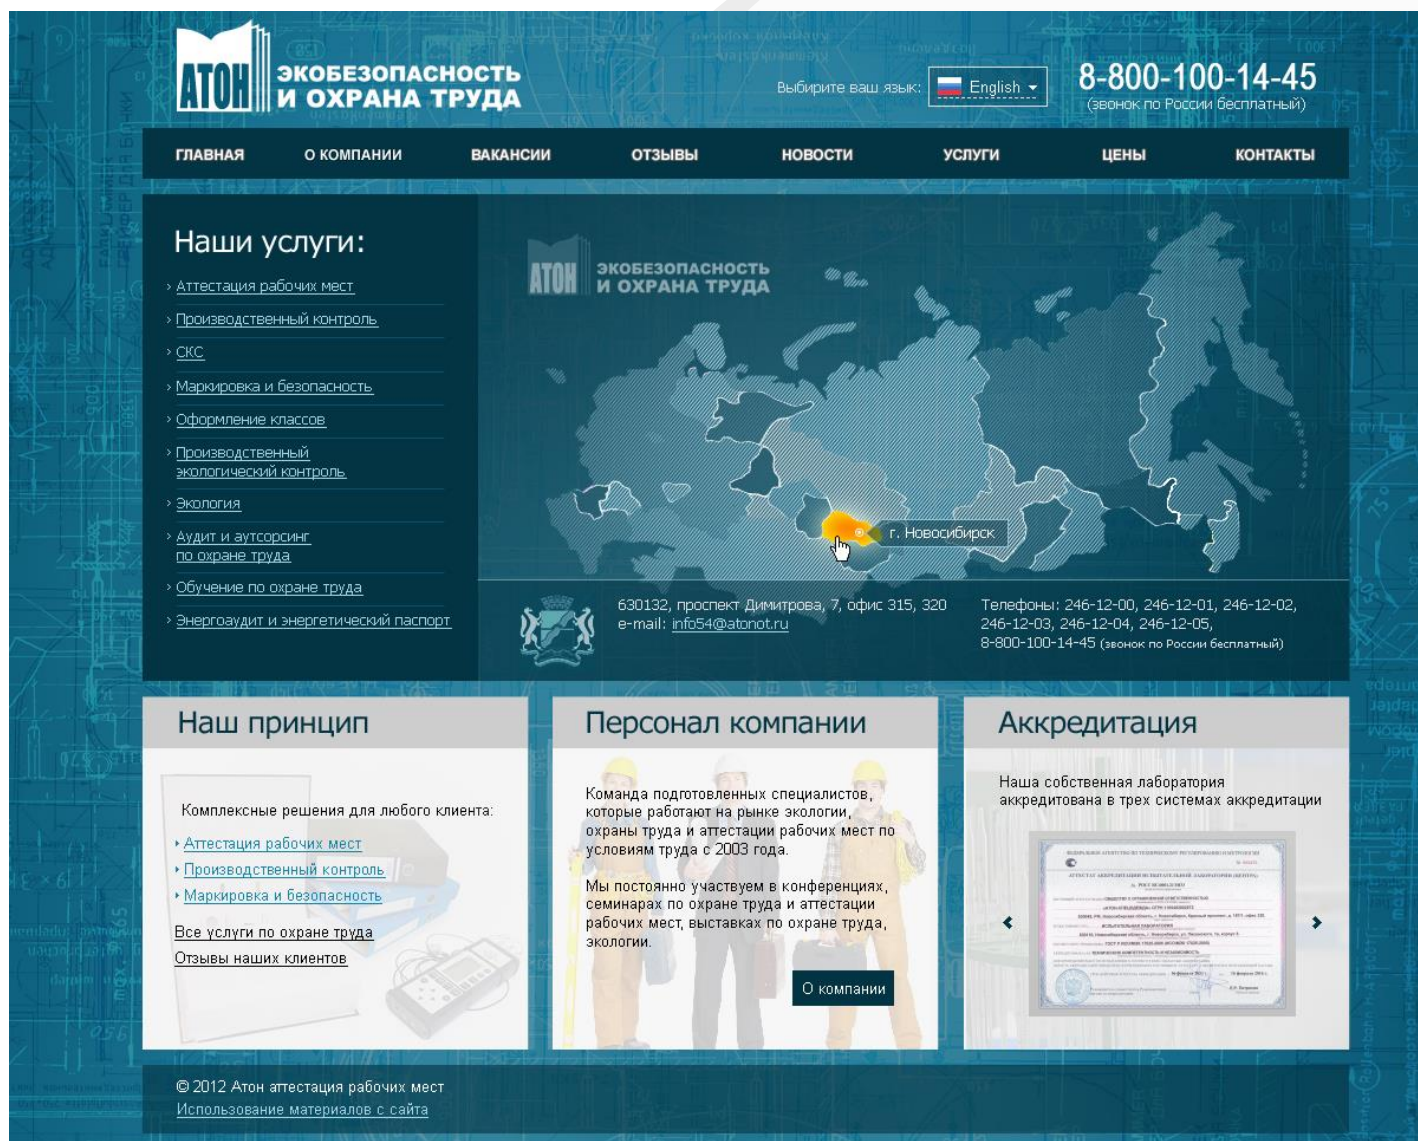 АТОН
ЭКОБЕЗОПАСНОСТЬ
И ОХРАНА ТРУДА
Выбирите ваш язык:
English
8-800-100-14-45
(звонок по России бесплатный)
ГЛАВНАЯ
О КОМПАНИИ
ВАКАНСИИ
ОТЗЫВЫ
НОВОСТИ
УСЛУГИ
ЦЕНЫ
КОНТАКТЫ
Наши услуги:
Аттестация рабочих мест
Производственный контроль
СКС
Маркировка и безопасность
Оформление классов
Производственный
экологический контроль
Экология
Аудит и аутсорсинг
по охране труда
Обучение по охране труда
Энергоаудит и энергетический паспорт
АТОН
ЭКОБЕЗОПАСНОСТЬ
И ОХРАНА ТРУДА
г. Новосибирск
630132, проспект Димитрова, 7, офис 315, 320
e-mail: info54@atonot.ru
Телефоны: 246-12-00, 246-12-01, 246-12-02,
246-12-03, 246-12-04, 246-12-05,
8-800-100-14-45 (звонок по России бесплатный)
Наш принцип
Комплексные решения для любого клиента:
Аттестация рабочих мест
Производственный контроль
Маркировка и безопасность
Все услуги по охране труда
Отзывы наших клиентов
Персонал компании
Команда подготовленных специалистов,
которые работают на рынке экологии,
охраны труда и аттестации рабочих мест по
условиям труда с 2003 года.
Мы постоянно участвуем в конференциях,
семинарах по охране труда и аттестации
рабочих мест, выставках по охране труда,
экологии.
О компании
Аккредитация
Наша собственная лаборатория
аккредитована в трех системах аккредитации
© 2012 Атон аттестация рабочих мест
Использование материалов с сайта